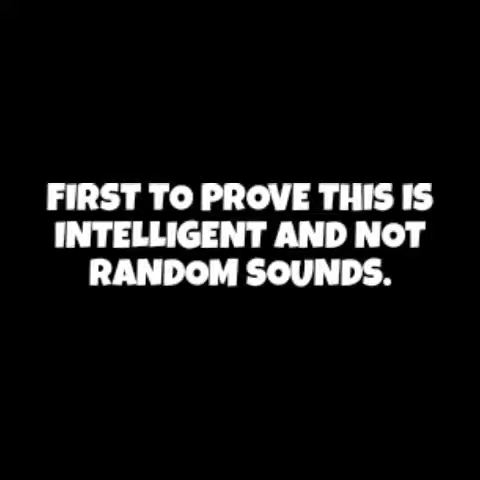 FIRST TO PROVE THIS IS
INTELLIGENT AND NOT
RANDOM SOUNDS.